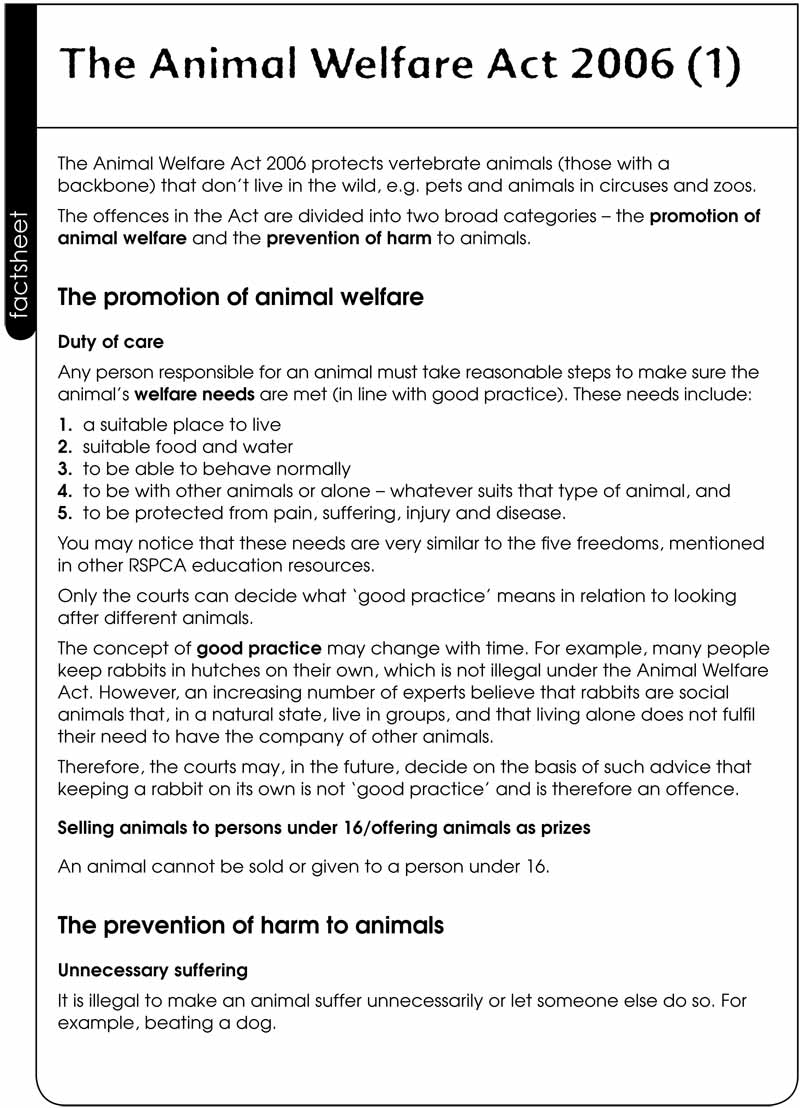 The Animal Welfare Act 2006 (1)
factsheet
The Animal Welfare Act 2006 protects vertebrate animals (those with a
backbone) that don´t live in the wild, e.g. pets and animals in circuses and zoos.
The offences in the Act are divided into two broad categories – the promotion of
animal welfare and the prevention of harm to animals.
The promotion of animal welfare
Duty of care
Any person responsible for an animal must take reasonable steps to make sure the
animal’s welfare needs are met (in line with good practice). These needs include:
1. a suitable place to live
2. suitable food and water
3. to be able to behave normally
4. to be with other animals or alone – whatever suits that type of animal, and
5. to be protected from pain, suffering, injury and disease.
You may notice that these needs are very similar to the five freedoms, mentioned
in other RSPCA education resources.
Only the courts can decide what ‘good practice’ means in relation to looking
after different animals.
The concept of good practice may change with time. For example, many people
keep rabbits in hutches on their own, which is not illegal under the Animal Welfare
Act. However, an increasing number of experts believe that rabbits are social
animals that, in a natural state, live in groups, and that living alone does not fulfil
their need to have the company of other animals.
Therefore, the courts may, in the future, decide on the basis of such advice that
keeping a rabbit on its own is not ‘good practice’ and is therefore an offence.
Selling animals to persons under 16/offering animals as prizes
An animal cannot be sold or given to a person under 16.
The prevention of harm to animals
Unnecessary suffering
It is illegal to make an animal suffer unnecessarily or let someone else do so. For
example, beating a dog.